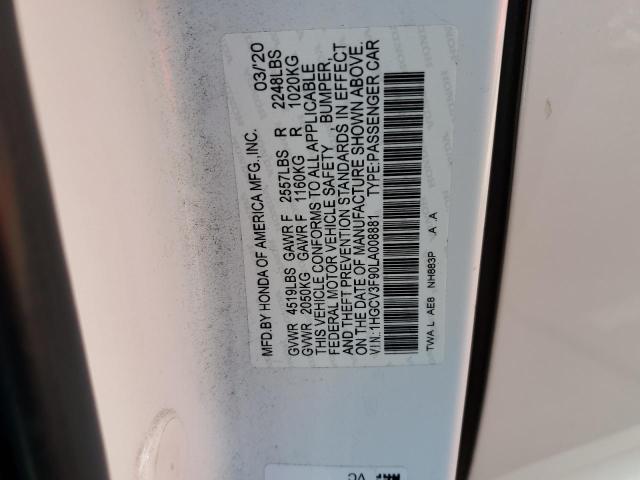 MFD.BY HONDA OF AMERICA MFG.,INC. 03/'20
GVWR 4519LBS GAWR F 2557LBS R 2248LBS
GVWR 2050KG GAWR F 1160KG R 1020KG
THIS VEHICLE CONFORMS TO ALL APPLICABLE
FEDERAL MOTOR VEHICLE SAFETY , BUMPER,
AND THEFT PREVENTION STANDARDS IN EFFECT
ON THE DATE OF MANUFACTURE SHOWN ABOVE.
V.I.N.:1HGCV3F90LA008881 TYPE:PASSENGER CAR
TWA L AE8 NH883P .A .A
VC